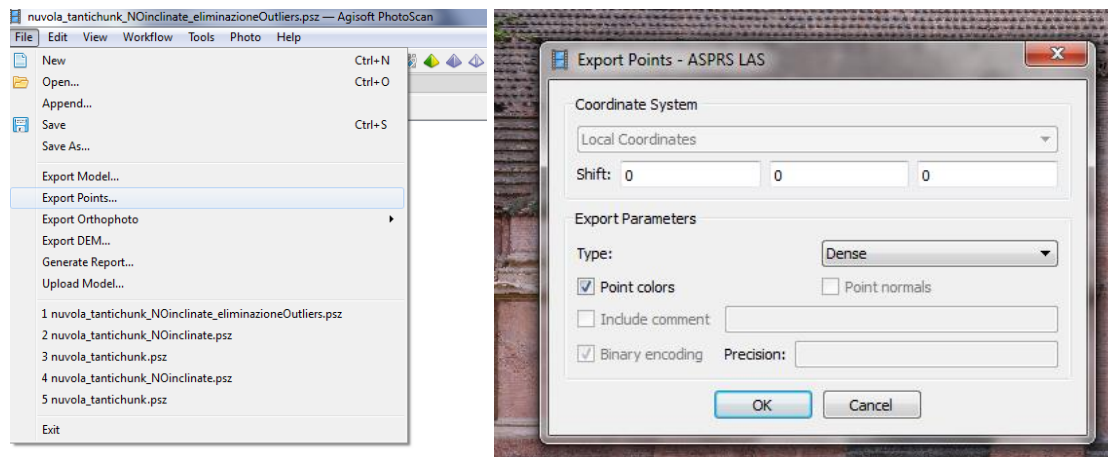 nuvola_tantichunk_NOinclinate_eliminazioneOutliers.psz — Agisoft PhotoScan
File Edit View Workflow Tools Photo Help
New Ctrl+N
Open... Ctrl+O
Append...
Save Ctrl+S
Save As...
Export Model...
Export Points...
Export Orthophoto
Export DEM...
Generate Report...
Upload Model...
1 nuvola_tantichunk_NOinclinate_eliminazioneOutliers.psz
2 nuvola_tantichunk_NOinclinate.psz
3 nuvola_tantichunk.psz
4 nuvola_tantichunk_NOinclinate.psz
5 nuvola_tantichunk.psz
Exit
Export Points - ASPRS LAS
Coordinate System
Local Coordinates
Shift: 0 0 0
Export Parameters
Type: Dense
Point colors Point normals
Include comment
Binary encoding Precision:
OK Cancel